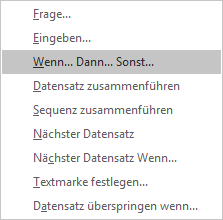 Frage...
Eingeben...
Wenn... Dann... Sonst...
Datensatz zusammenführen
Sequenz zusammenführen
Nächster Datensatz
Nächster Datensatz Wenn...
Textmarke festlegen...
Datensatz überspringen wenn...